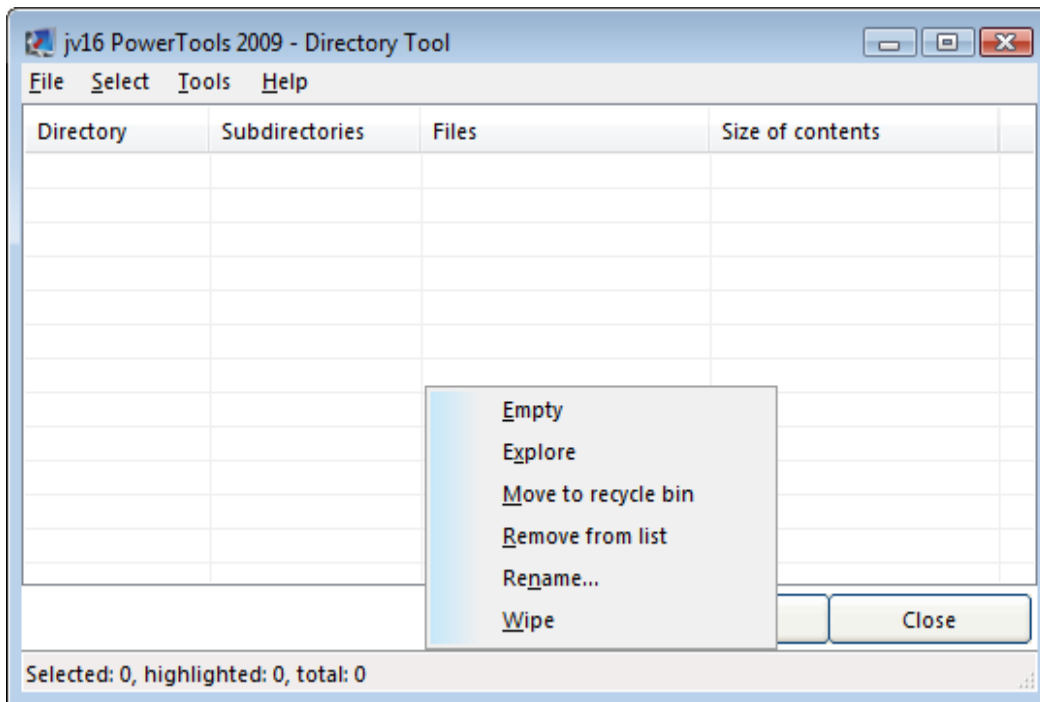 jv16 PowerTools 2009 - Directory Tool
File Select Tools Help
Directory Subdirectories Files Size of contents
Empty
Explore
Move to recycle bin
Remove from list
Rename...
Wipe
Close
Selected: 0, highlighted: 0, total: 0